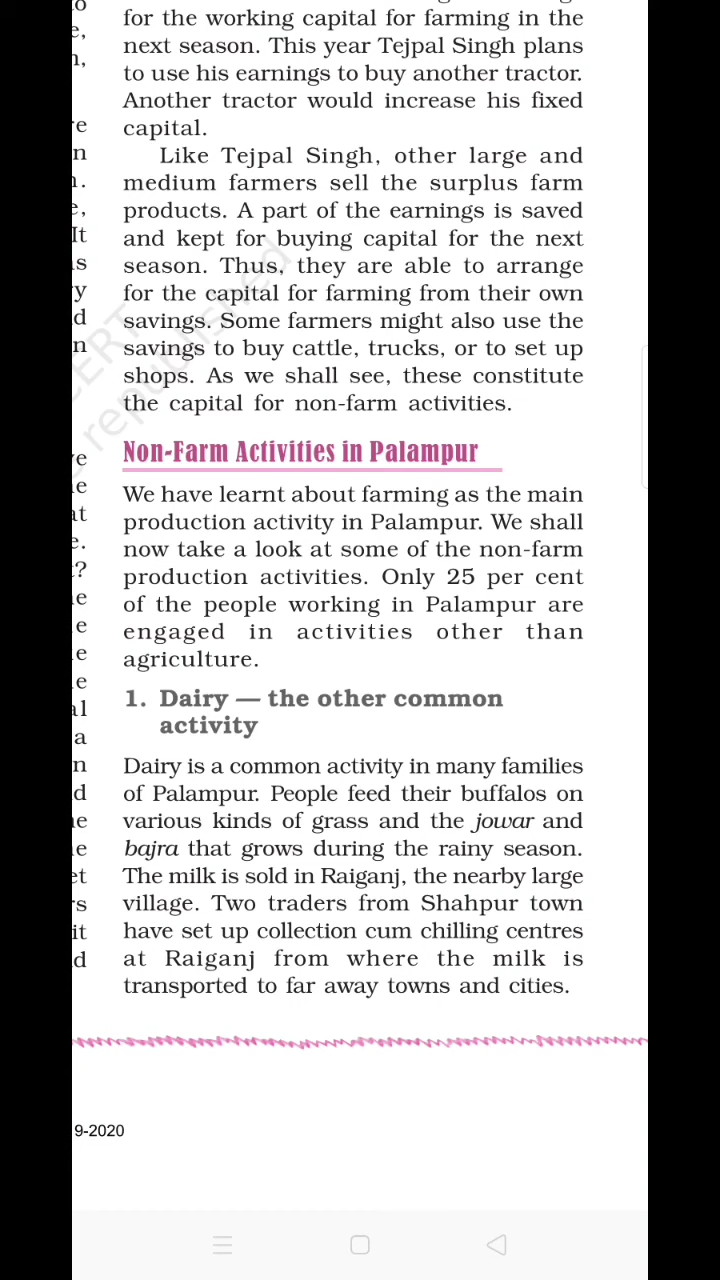 for the working capital for farming in the
next season. This year Tejpal Singh plans
to use his earnings to buy another tractor.
Another tractor would increase his fixed
capital.
Like Tejpal Singh, other large and
medium farmers sell the surplus farm
products. A part of the earnings is saved
and kept for buying capital for the next
season. Thus, they are able to arrange
for the capital for farming from their own
savings. Some farmers might also use the
savings to buy cattle, trucks, or to set up
shops. As we shall see, these constitute
the capital for non-farm activities.
Non-Farm Activities in Palampur
We have learnt about farming as the main
production activity in Palampur. We shall
now take a look at some of the non-farm
production activities. Only 25 per cent
of the people working in Palampur are
engaged in activities other than
agriculture.
1. Dairy — the other common
activity
Dairy is a common activity in many families
of Palampur. People feed their buffalos on
various kinds of grass and the jowar and
bajra that grows during the rainy season.
The milk is sold in Raiganj, the nearby large
village. Two traders from Shahpur town
have set up collection cum chilling centres
at Raiganj from where the milk is
transported to far away towns and cities.
9-2020